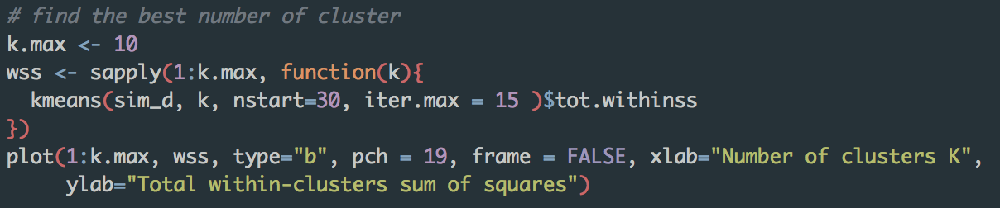 # find the best number of cluster
k.max <- 10
wss <- sapply(1:k.max, function(k){
  kmeans(sim_d, k, nstart=30, iter.max = 15 )$tot.withinss
})
plot(1:k.max, wss, type="b", pch = 19, frame = FALSE, xlab="Number of clusters K",
     ylab="Total within-clusters sum of squares")